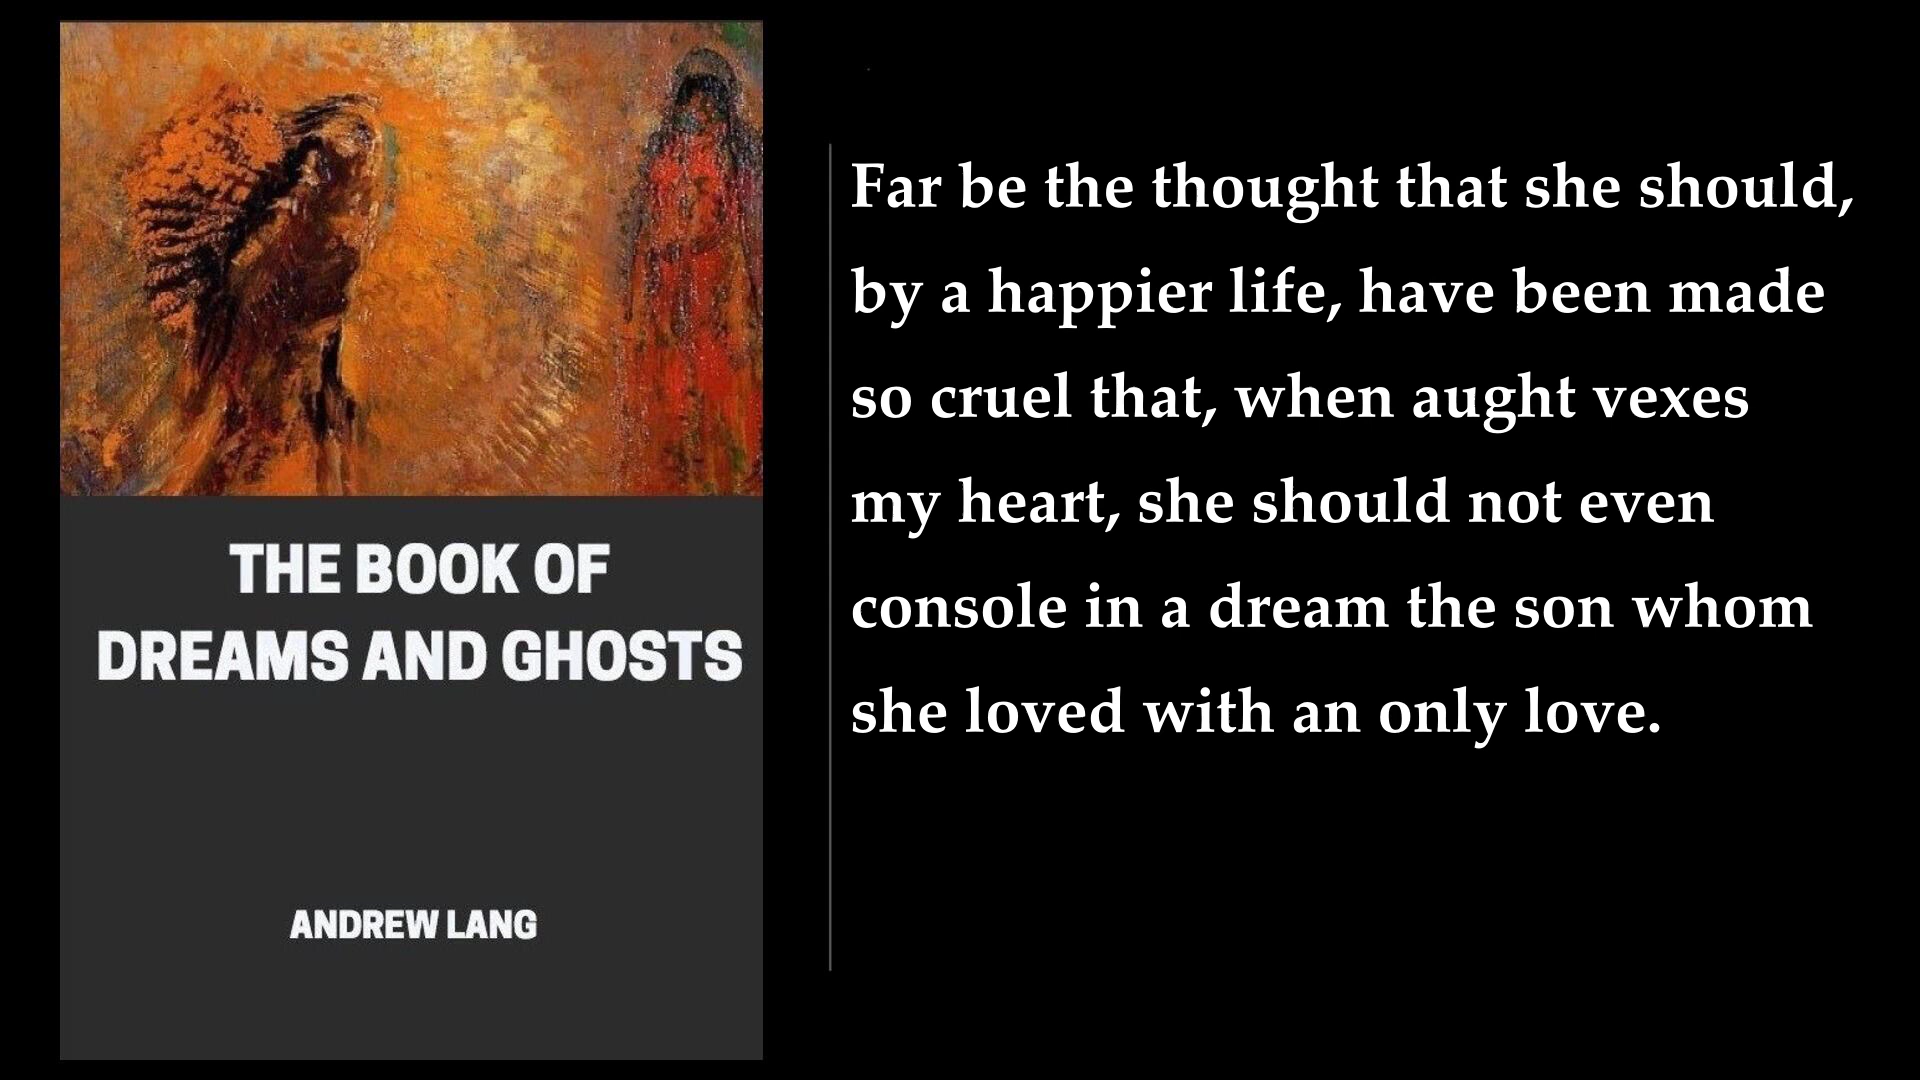 THE BOOK OF
DREAMS AND GHOSTS
ANDREW LANG
Far be the thought that she should,
by a happier life, have been made
so cruel that, when aught vexes
my heart, she should not even
console in a dream the son whom
she loved with an only love.